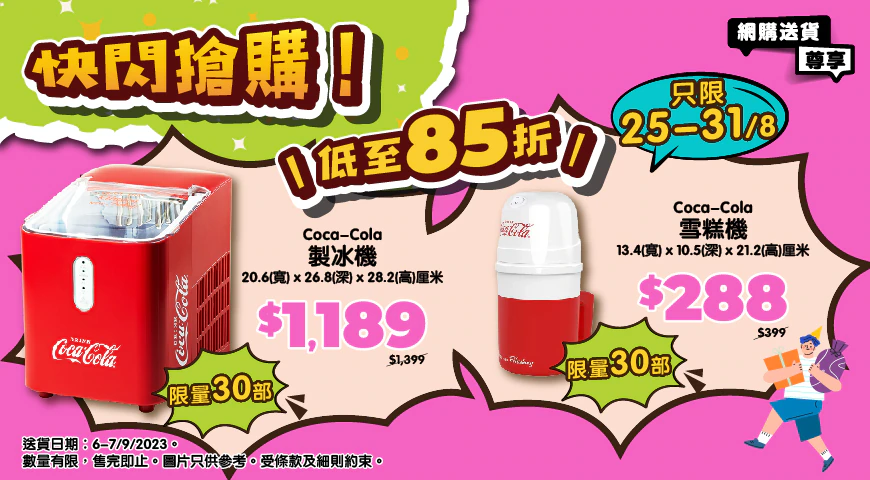 快閃搶購!
網購送貨
尊享
低至85折
只限
25-31/8
Coca-Cola
製冰機
20.6(寬) x 26.8(深) x 28.2(高)厘米
$1,189
$1,399
限量30部
DRINK
Coca-Cola
DRINK
Coca-Cola
Coca-Cola
雪糕機
13.4(寬) x 10.5(深) x 21.2(高)厘米
$288
$399
限量30部
Coca-Cola
送貨日期:6-7/9/2023。
數量有限,售完即止。圖片只供參考。受條款及細則約束。